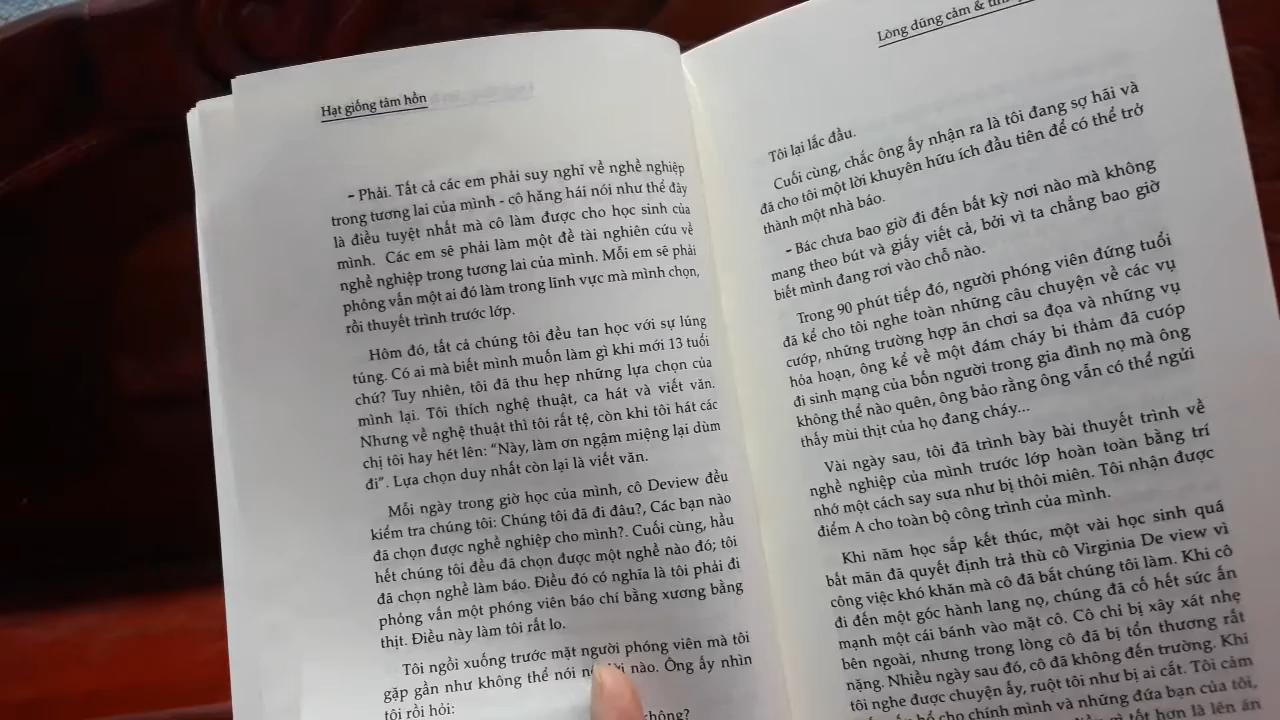 Hạt giống tâm hồn
– Phải. Tất cả các em phải suy nghĩ về nghề nghiệp
trong tương lai của mình - cô hăng hái nói như thể đây
là điều tuyệt nhất mà cô làm được cho học sinh của
mình. Các em sẽ phải làm một đề tài nghiên cứu về
nghề nghiệp trong tương lai của mình. Mỗi em sẽ phải
phỏng vấn một ai đó làm trong lĩnh vực mà mình chọn,
rồi thuyết trình trước lớp.
Hôm đó, tất cả chúng tôi đều tan học với sự lúng
túng. Có ai mà biết mình muốn làm gì khi mới 13 tuổi
chứ? Tuy nhiên, tôi đã thu hẹp những lựa chọn của
mình lại. Tôi thích nghệ thuật, ca hát và viết văn.
Nhưng về nghệ thuật thì tôi rất tệ, còn khi tôi hát các
chị tôi hay hét lên: “Này, làm ơn ngậm miệng lại dùm
đi”. Lựa chọn duy nhất còn lại là viết văn.
Mỗi ngày trong giờ học của mình, cô Deview đều
kiểm tra chúng tôi: Chúng tôi đã đi đâu?, Các bạn nào
đã chọn được nghề nghiệp cho mình?. Cuối cùng, hầu
hết chúng tôi đều đã chọn được một nghề nào đó; tôi
đã chọn nghề làm báo. Điều đó có nghĩa là tôi phải đi
phỏng vấn một phóng viên báo chí bằng xương bằng
thịt. Điều này làm tôi rất lo.
Tôi ngồi xuống trước mặt người phóng viên mà tôi
gặp gần như không thể nói nào. Ông ấy nhìn
tôi rồi hỏi:
không?
Lòng dũng cảm &
Tôi lại lắc đầu.
Cuối cùng, chắc ông ấy nhận ra là tôi đang sợ hãi và
đã cho tôi một lời khuyên hữu ích đầu tiên để có thể trở
thành một nhà báo.
– Bác chưa bao giờ đi đến bất kỳ nơi nào mà không
mang theo bút và giấy viết cả, bởi vì ta chẳng bao giờ
biết mình đang rơi vào chỗ nào.
Trong 90 phút tiếp đó, người phóng viên đứng tuổi
đã kể cho tôi nghe toàn những câu chuyện về các vụ
cướp, những trường hợp ăn chơi sa đọa và những vụ
hỏa hoạn, ông kể về một đám cháy bi thảm đã cướp
đi sinh mạng của bốn người trong gia đình nọ mà ông
không thể nào quên, ông bảo rằng ông vẫn có thể ngửi
thấy mùi thịt của họ đang cháy...
Vài ngày sau, tôi đã trình bày bài thuyết trình về
nghề nghiệp của mình trước lớp hoàn toàn bằng trí
nhớ một cách say sưa như bị thôi miên. Tôi nhận được
điểm A cho toàn bộ công trình của mình.
Khi năm học sắp kết thúc, một vài học sinh quá
bất mãn đã quyết định trả thù cô Virginia De view vì
công việc khó khăn mà cô đã bắt chúng tôi làm. Khi cô
đi đến một góc hành lang nọ, chúng đã cố hết sức ấn
mạnh một cái bánh vào mặt cô. Cô chỉ bị xây xát nhẹ
bên ngoài, nhưng trong lòng cô đã bị tổn thương rất
nặng. Nhiều ngày sau đó, cô đã không đến trường. Khi
tôi nghe được chuyện ấy, ruột tôi như bị ai cắt. Tôi cảm
hổ cho chính mình và những đứa bạn của tôi,
tốt hơn là lên án